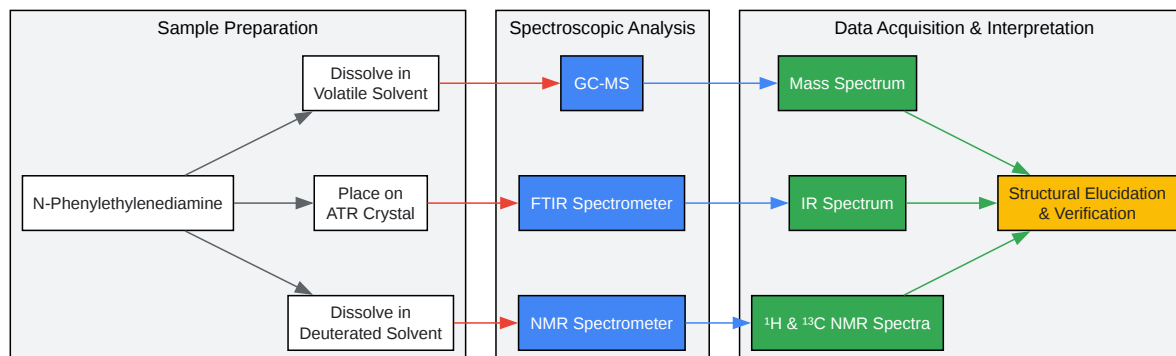 Sample Preparation
Spectroscopic Analysis
Data Acquisition & Interpretation
Dissolve in
Volatile Solvent
GC-MS
Mass Spectrum
N-Phenylethylenediamine
Place on
ATR Crystal
FTIR Spectrometer
IR Spectrum
Structural Elucidation
& Verification
Dissolve in
Deuterated Solvent
NMR Spectrometer
¹H & ¹³C NMR Spectra